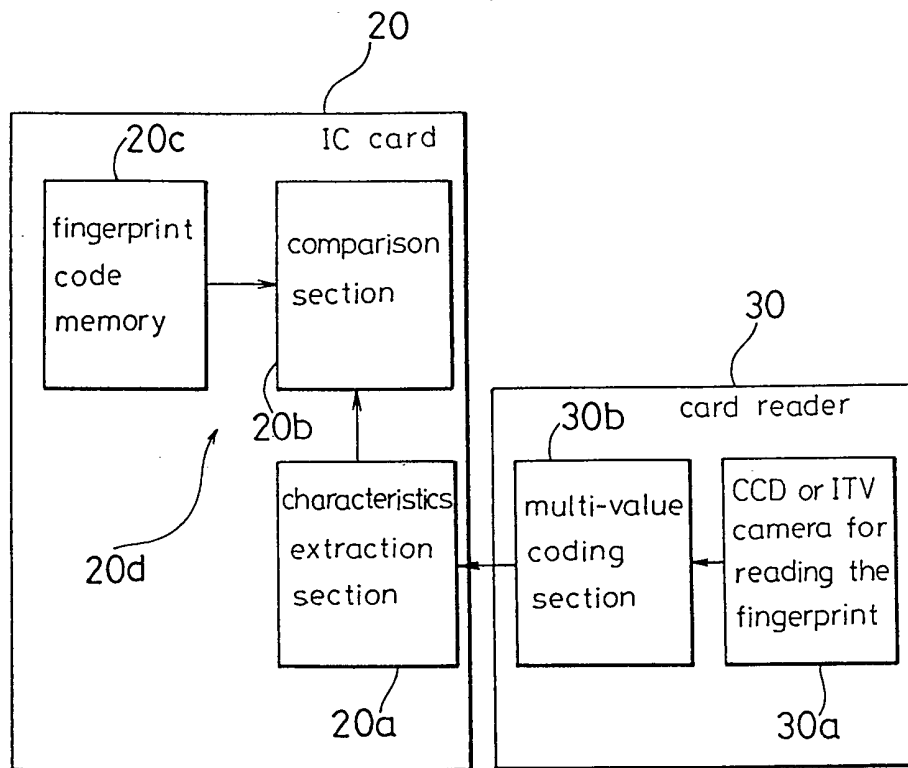 20
IC card
20c
fingerprint
code
memory
comparison
section
20b
20d
characteristics
extraction
section
20a
30
card reader
30b
multi-value
coding
section
CCD or ITV
camera for
reading the
fingerprint
30a